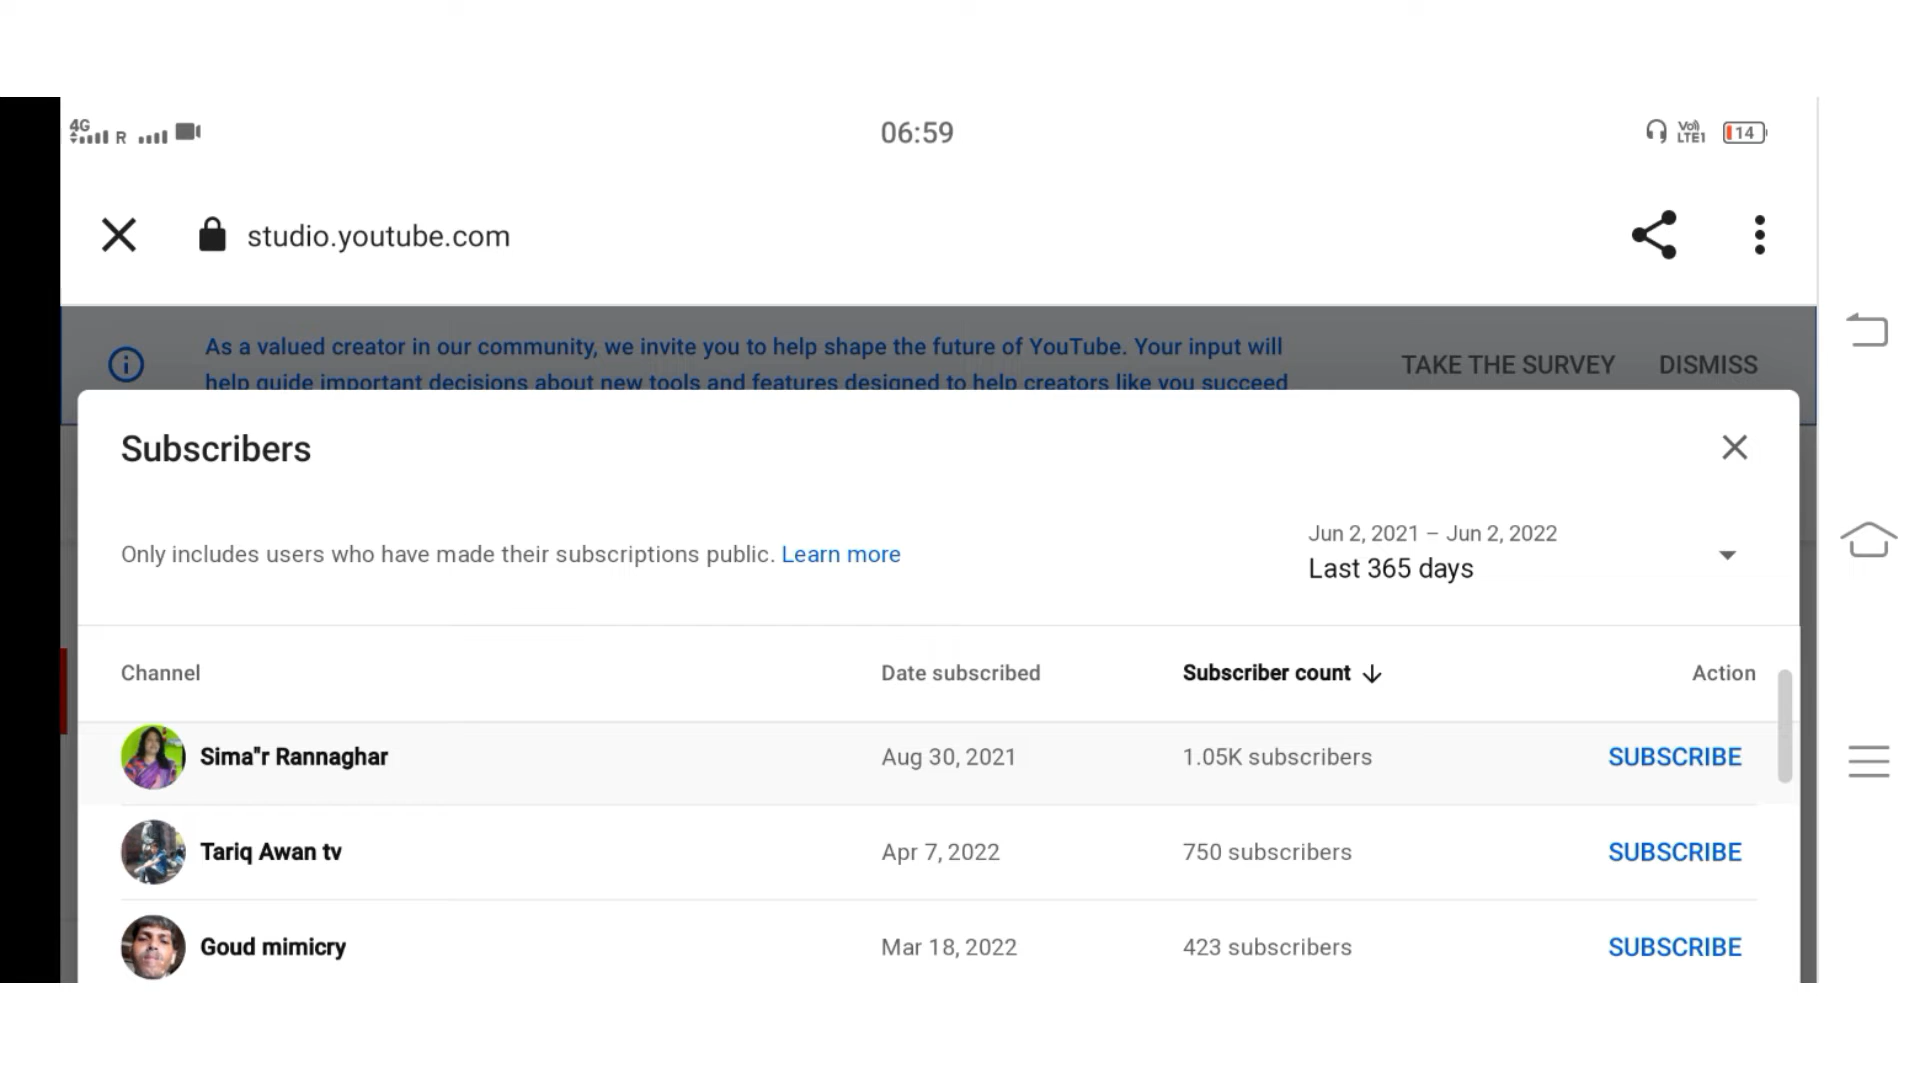 4G R 06:59 Vo) LTE1 14
studio.youtube.com
As a valued creator in our community, we invite you to help shape the future of YouTube. Your input will
help guide important decisions about new tools and features designed to help creators like you succeed
TAKE THE SURVEY DISMISS
Subscribers
Only includes users who have made their subscriptions public. Learn more
Jun 2, 2021 – Jun 2, 2022
Last 365 days
Channel Date subscribed Subscriber count Action
Sima"r Rannaghar Aug 30, 2021 1.05K subscribers SUBSCRIBE
Tariq Awan tv Apr 7, 2022 750 subscribers SUBSCRIBE
Goud mimicry Mar 18, 2022 423 subscribers SUBSCRIBE